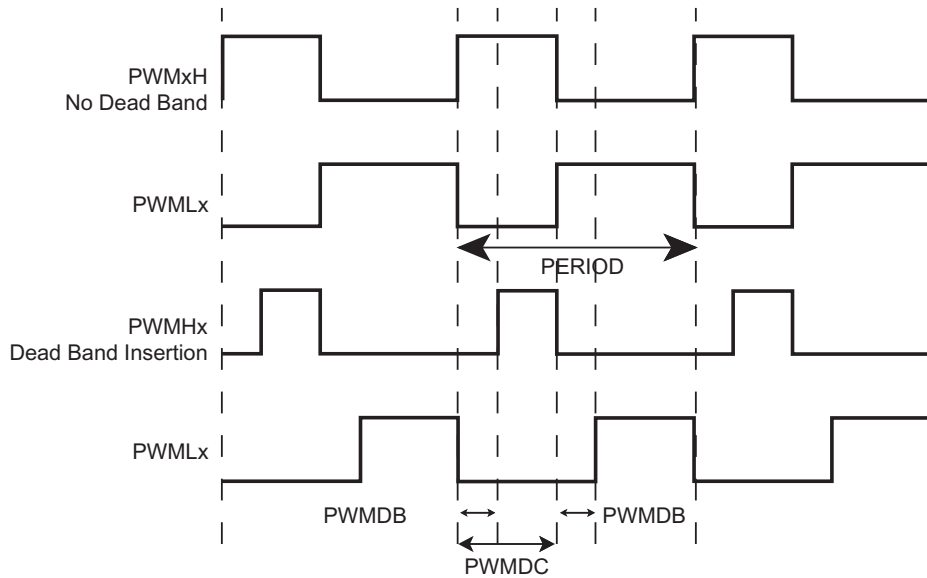 PWMxH
No Dead Band
PWMLx
PERIOD
PWMHx
Dead Band Insertion
PWMLx
PWMDB
PWMDB
PWMDC